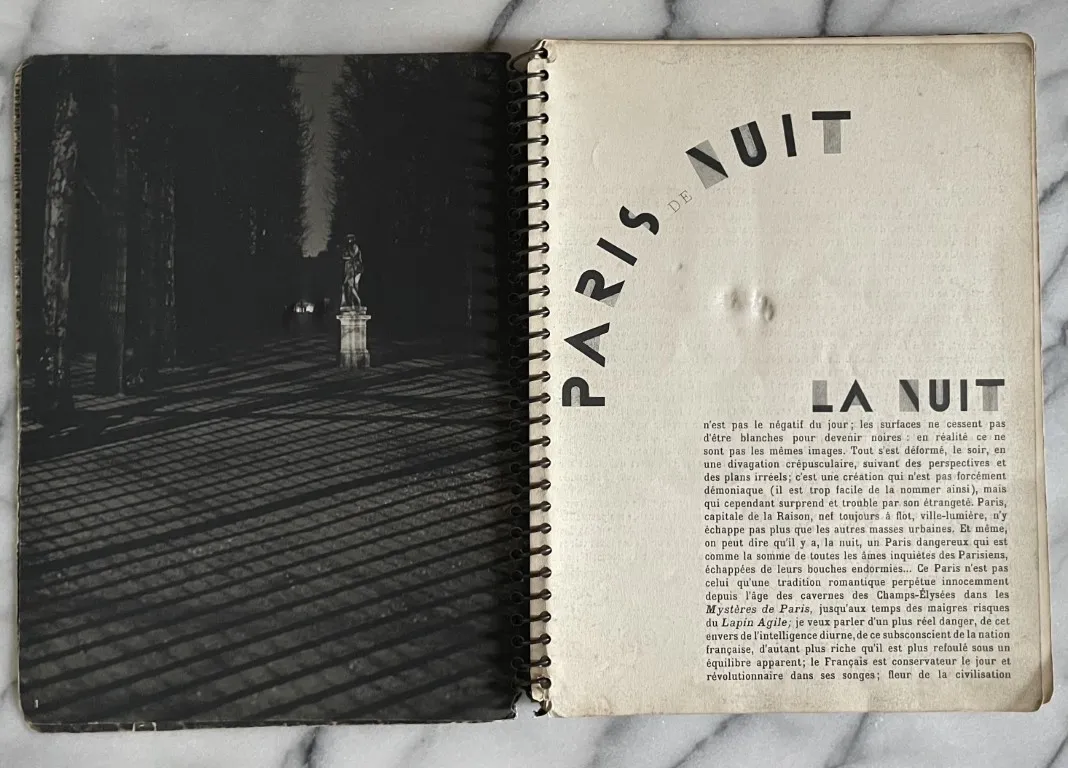 PARIS DE NUIT
LA NUIT
n'est pas le négatif du jour ; les surfaces ne cessent pas
d'être blanches pour devenir noires : en réalité ce ne
sont pas les mêmes images. Tout s'est déformé, le soir, en
une divagation crépusculaire, suivant des perspectives et
des plans irréels ; c'est une création qui n'est pas forcément
démoniaque (il est trop facile de la nommer ainsi), mais
qui cependant surprend et trouble par son étrangeté. Paris,
capitale de la Raison, nef toujours à flot, ville-lumière, n'y
échappe pas plus que les autres masses urbaines. Et même,
on peut dire qu'il y a, la nuit, un Paris dangereux qui est
comme la somme de toutes les âmes inquiètes des Parisiens,
échappées de leurs bouches endormies... Ce Paris n'est pas
celui qu'une tradition romantique perpétue innocemment
depuis l'âge des cavernes des Champs-Élysées dans les
Mystères de Paris, jusqu'aux temps des maigres risques
du Lapin Agile ; je veux parler d'un plus réel danger, de cet
envers de l'intelligence diurne, de ce subsconscient de la nation
française, d'autant plus riche qu'il est plus refoulé sous un
équilibre apparent ; le Français est conservateur le jour et
révolutionnaire dans ses songes ; fleur de la civilisation